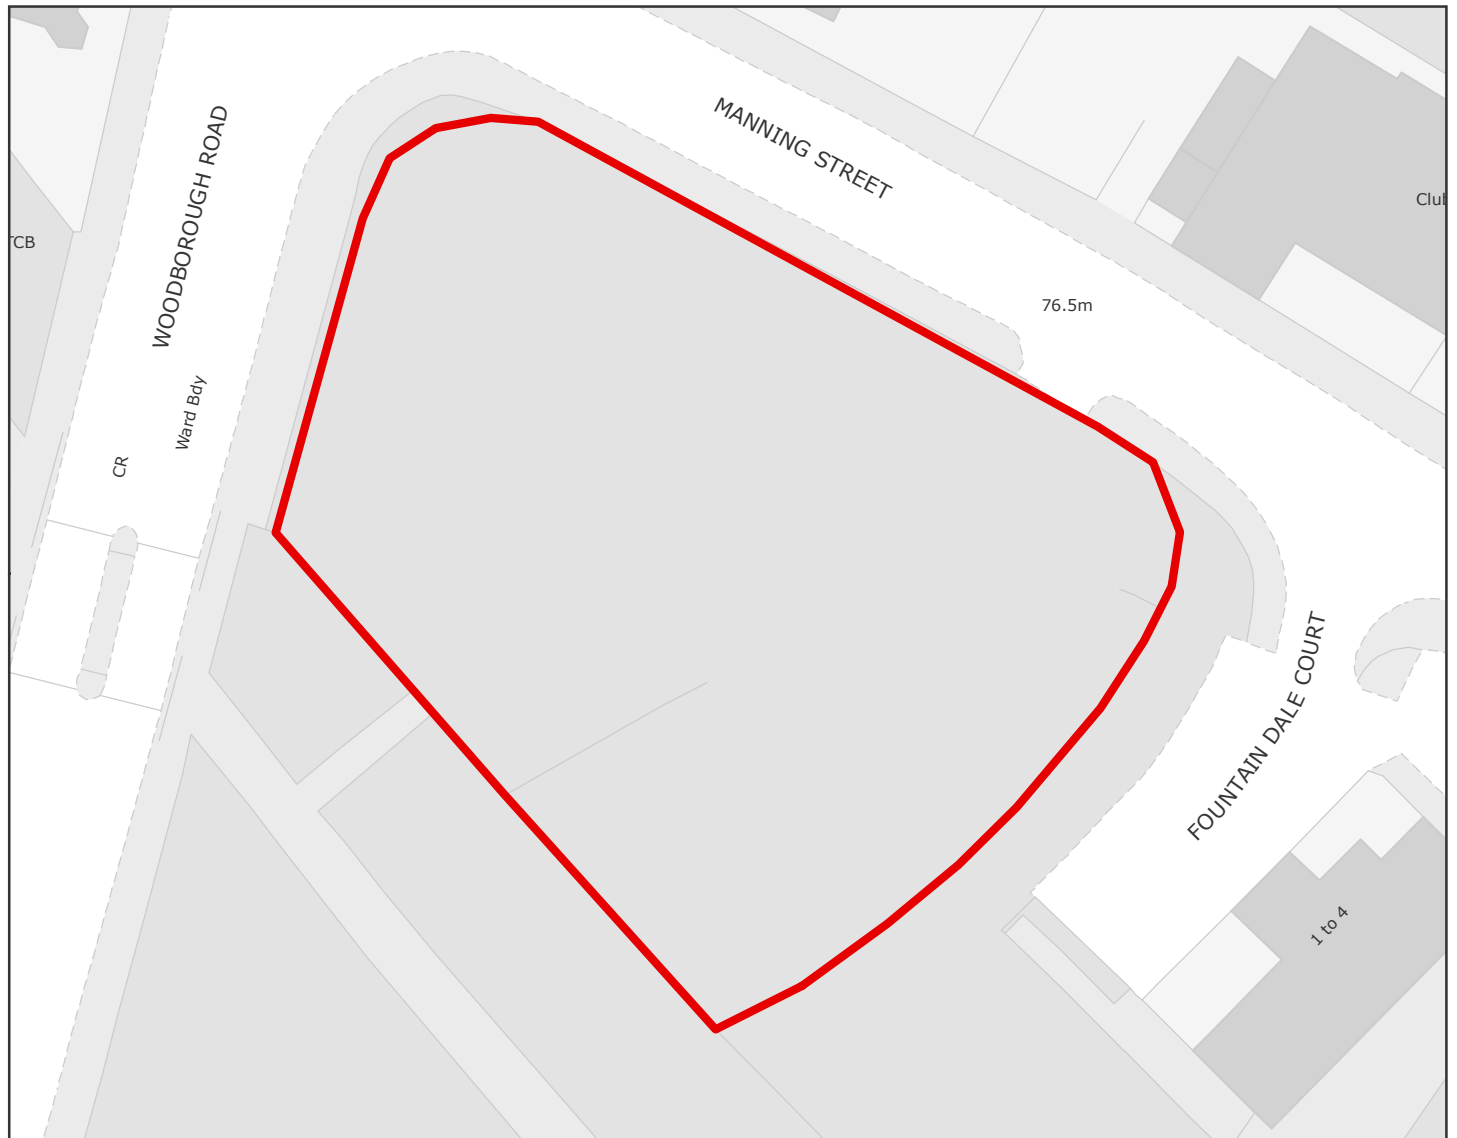 MANNING STREET
WOODBOROUGH ROAD
Club
TCB
76.5m
Ward Bdy
CR
FOUNTAIN DALE COURT
1 to 4